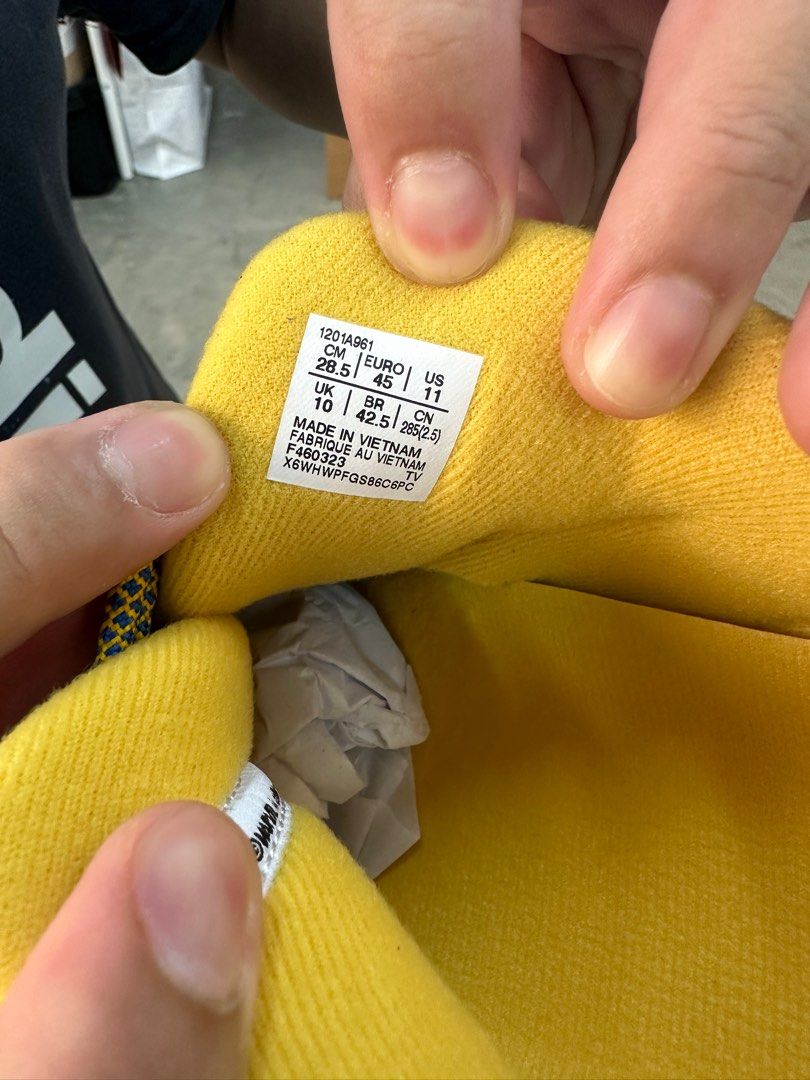 1201A961
CM | EURO | US
28.5 | 45 | 11
UK | BR | CN
10 | 42.5 | 285(2.5)
MADE IN VIETNAM
FABRIQUE AU VIETNAM
F460323 TV
X6WHWPFGS86C6PC